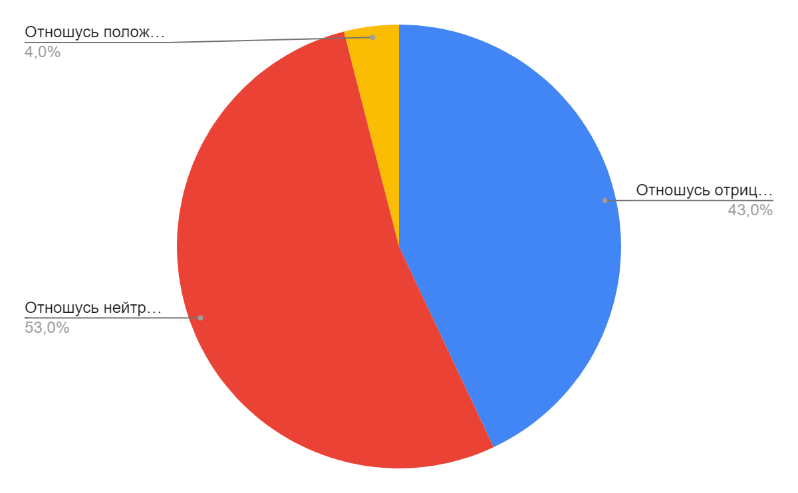 Отношусь полож…
4,0%
Отношусь отриц…
43,0%
Отношусь нейтр…
53,0%